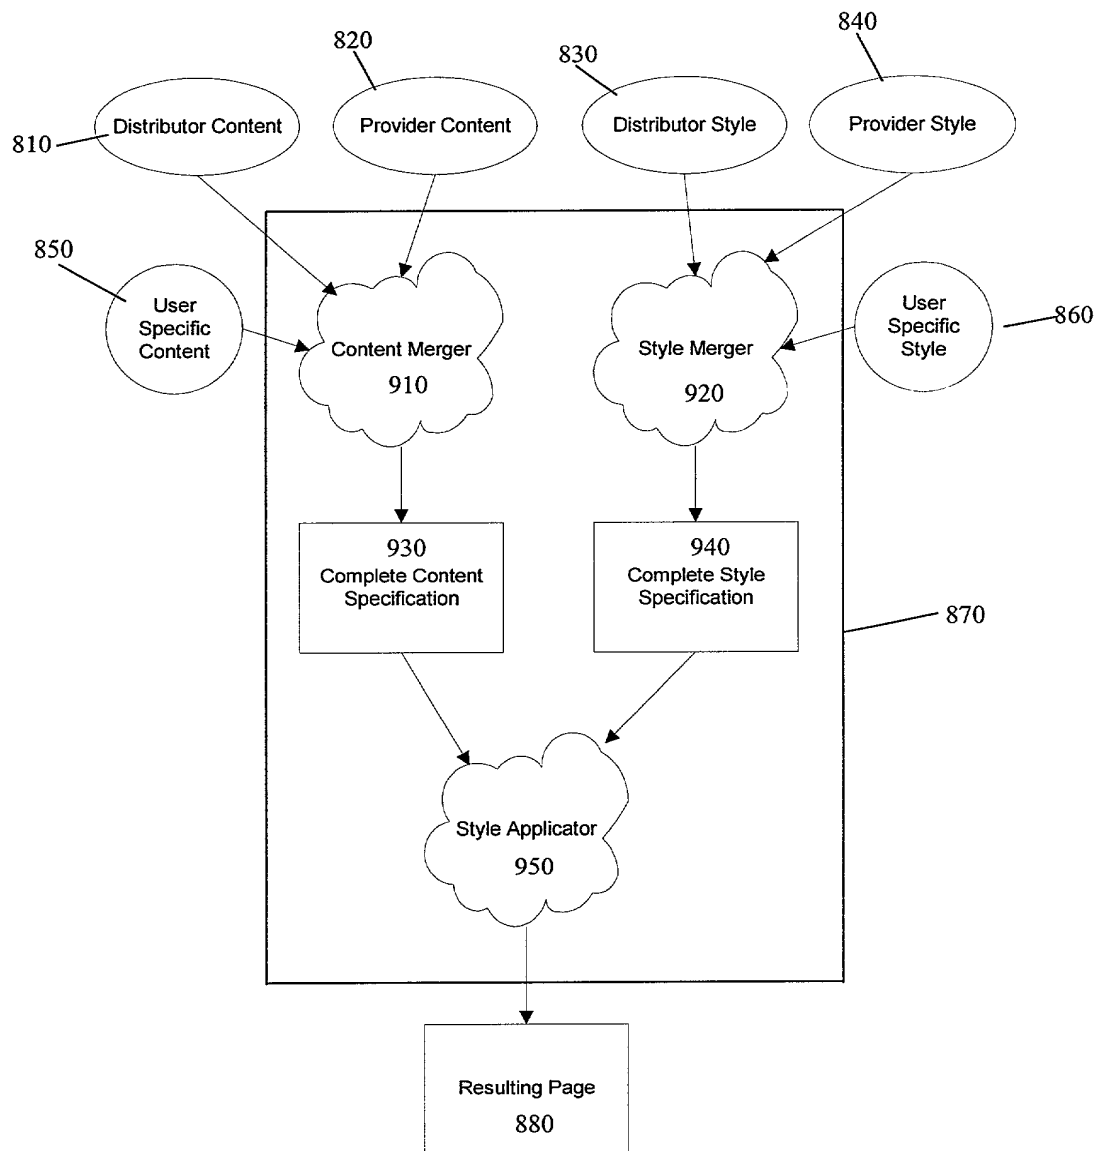 820
830
840
810
Distributor Content
Provider Content
Distributor Style
Provider Style
850
User
Specific
Content
Content Merger
910
Style Merger
920
User
Specific
Style
860
930
Complete Content
Specification
940
Complete Style
Specification
870
Style Applicator
950
Resulting Page
880